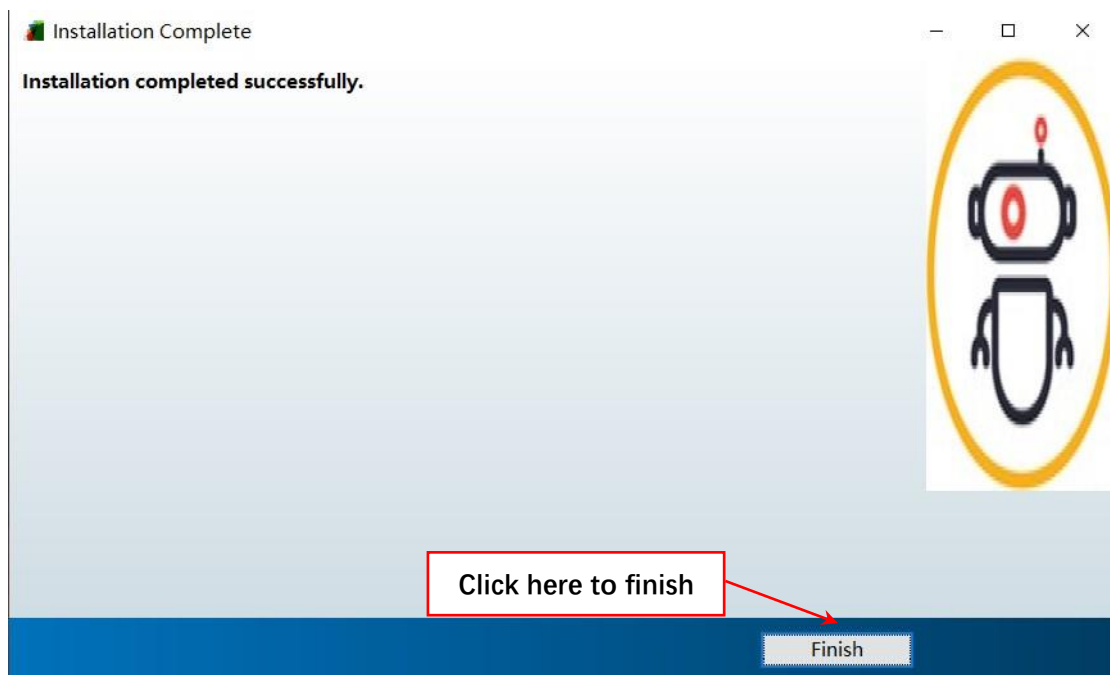 Installation Complete
Installation completed successfully.
Click here to finish
Finish